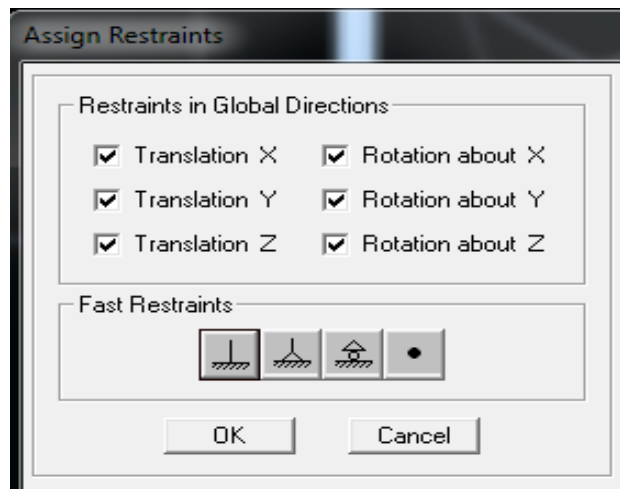 Assign Restraints
Restraints in Global Directions
Translation X Rotation about X
Translation Y Rotation about Y
Translation Z Rotation about Z
Fast Restraints
OK Cancel